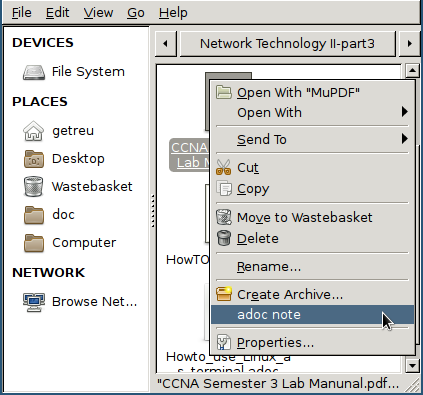 File Edit View Go Help
DEVICES
File System
PLACES
getreu
Desktop
Wastebasket
doc
Computer
NETWORK
Browse Net...
Network Technology II-part3
CCNA
Lab M
HowTO
Howto_use_Linux_a
s_terminal.adoc
Open With "MuPDF"
Open With
Send To
Cut
Copy
Move to Wastebasket
Delete
Rename...
Create Archive...
adoc note
Properties...
"CCNA Semester 3 Lab Manunal.pdf...